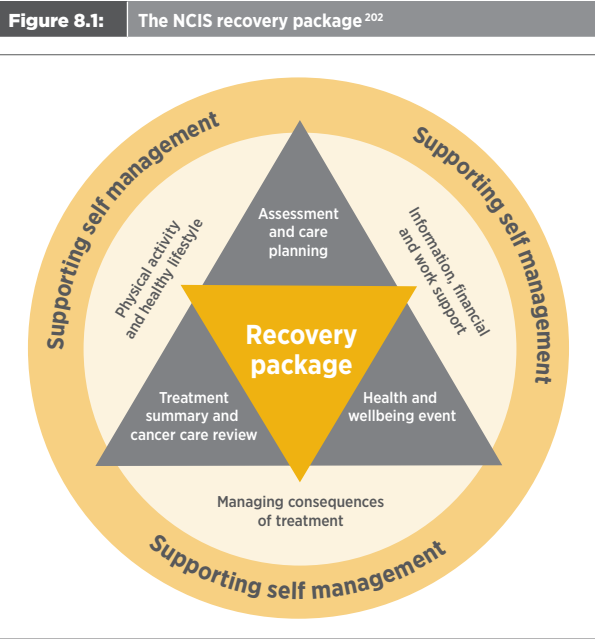 Figure 8.1: The NCIS recovery package 202
Supporting self management
Supporting self management
Physical activity
and healthy lifestyle
Assessment
and care
planning
Information, financial
and work support
Recovery
package
Treatment
summary and
cancer care review
Health and
wellbeing event
Managing consequences
of treatment
Supporting self management